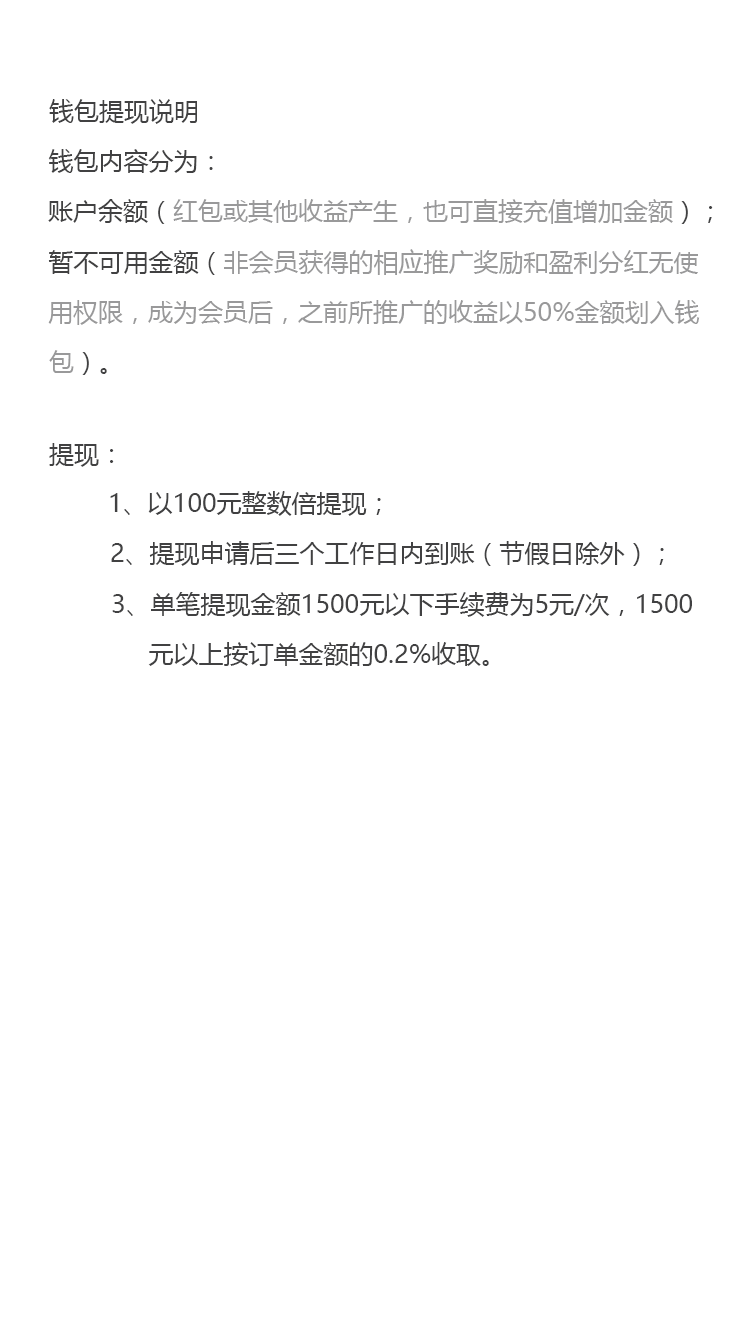 钱包提现说明
钱包内容分为：
账户余额（红包或其他收益产生，也可直接充值增加金额）；
暂不可用金额（非会员获得的相应推广奖励和盈利分红无使
用权限，成为会员后，之前所推广的收益以50%金额划入钱
包）。
提现：
1、以100元整数倍提现；
2、提现申请后三个工作日内到账（节假日除外）；
3、单笔提现金额1500元以下手续费为5元/次，1500
元以上按订单金额的0.2%收取。